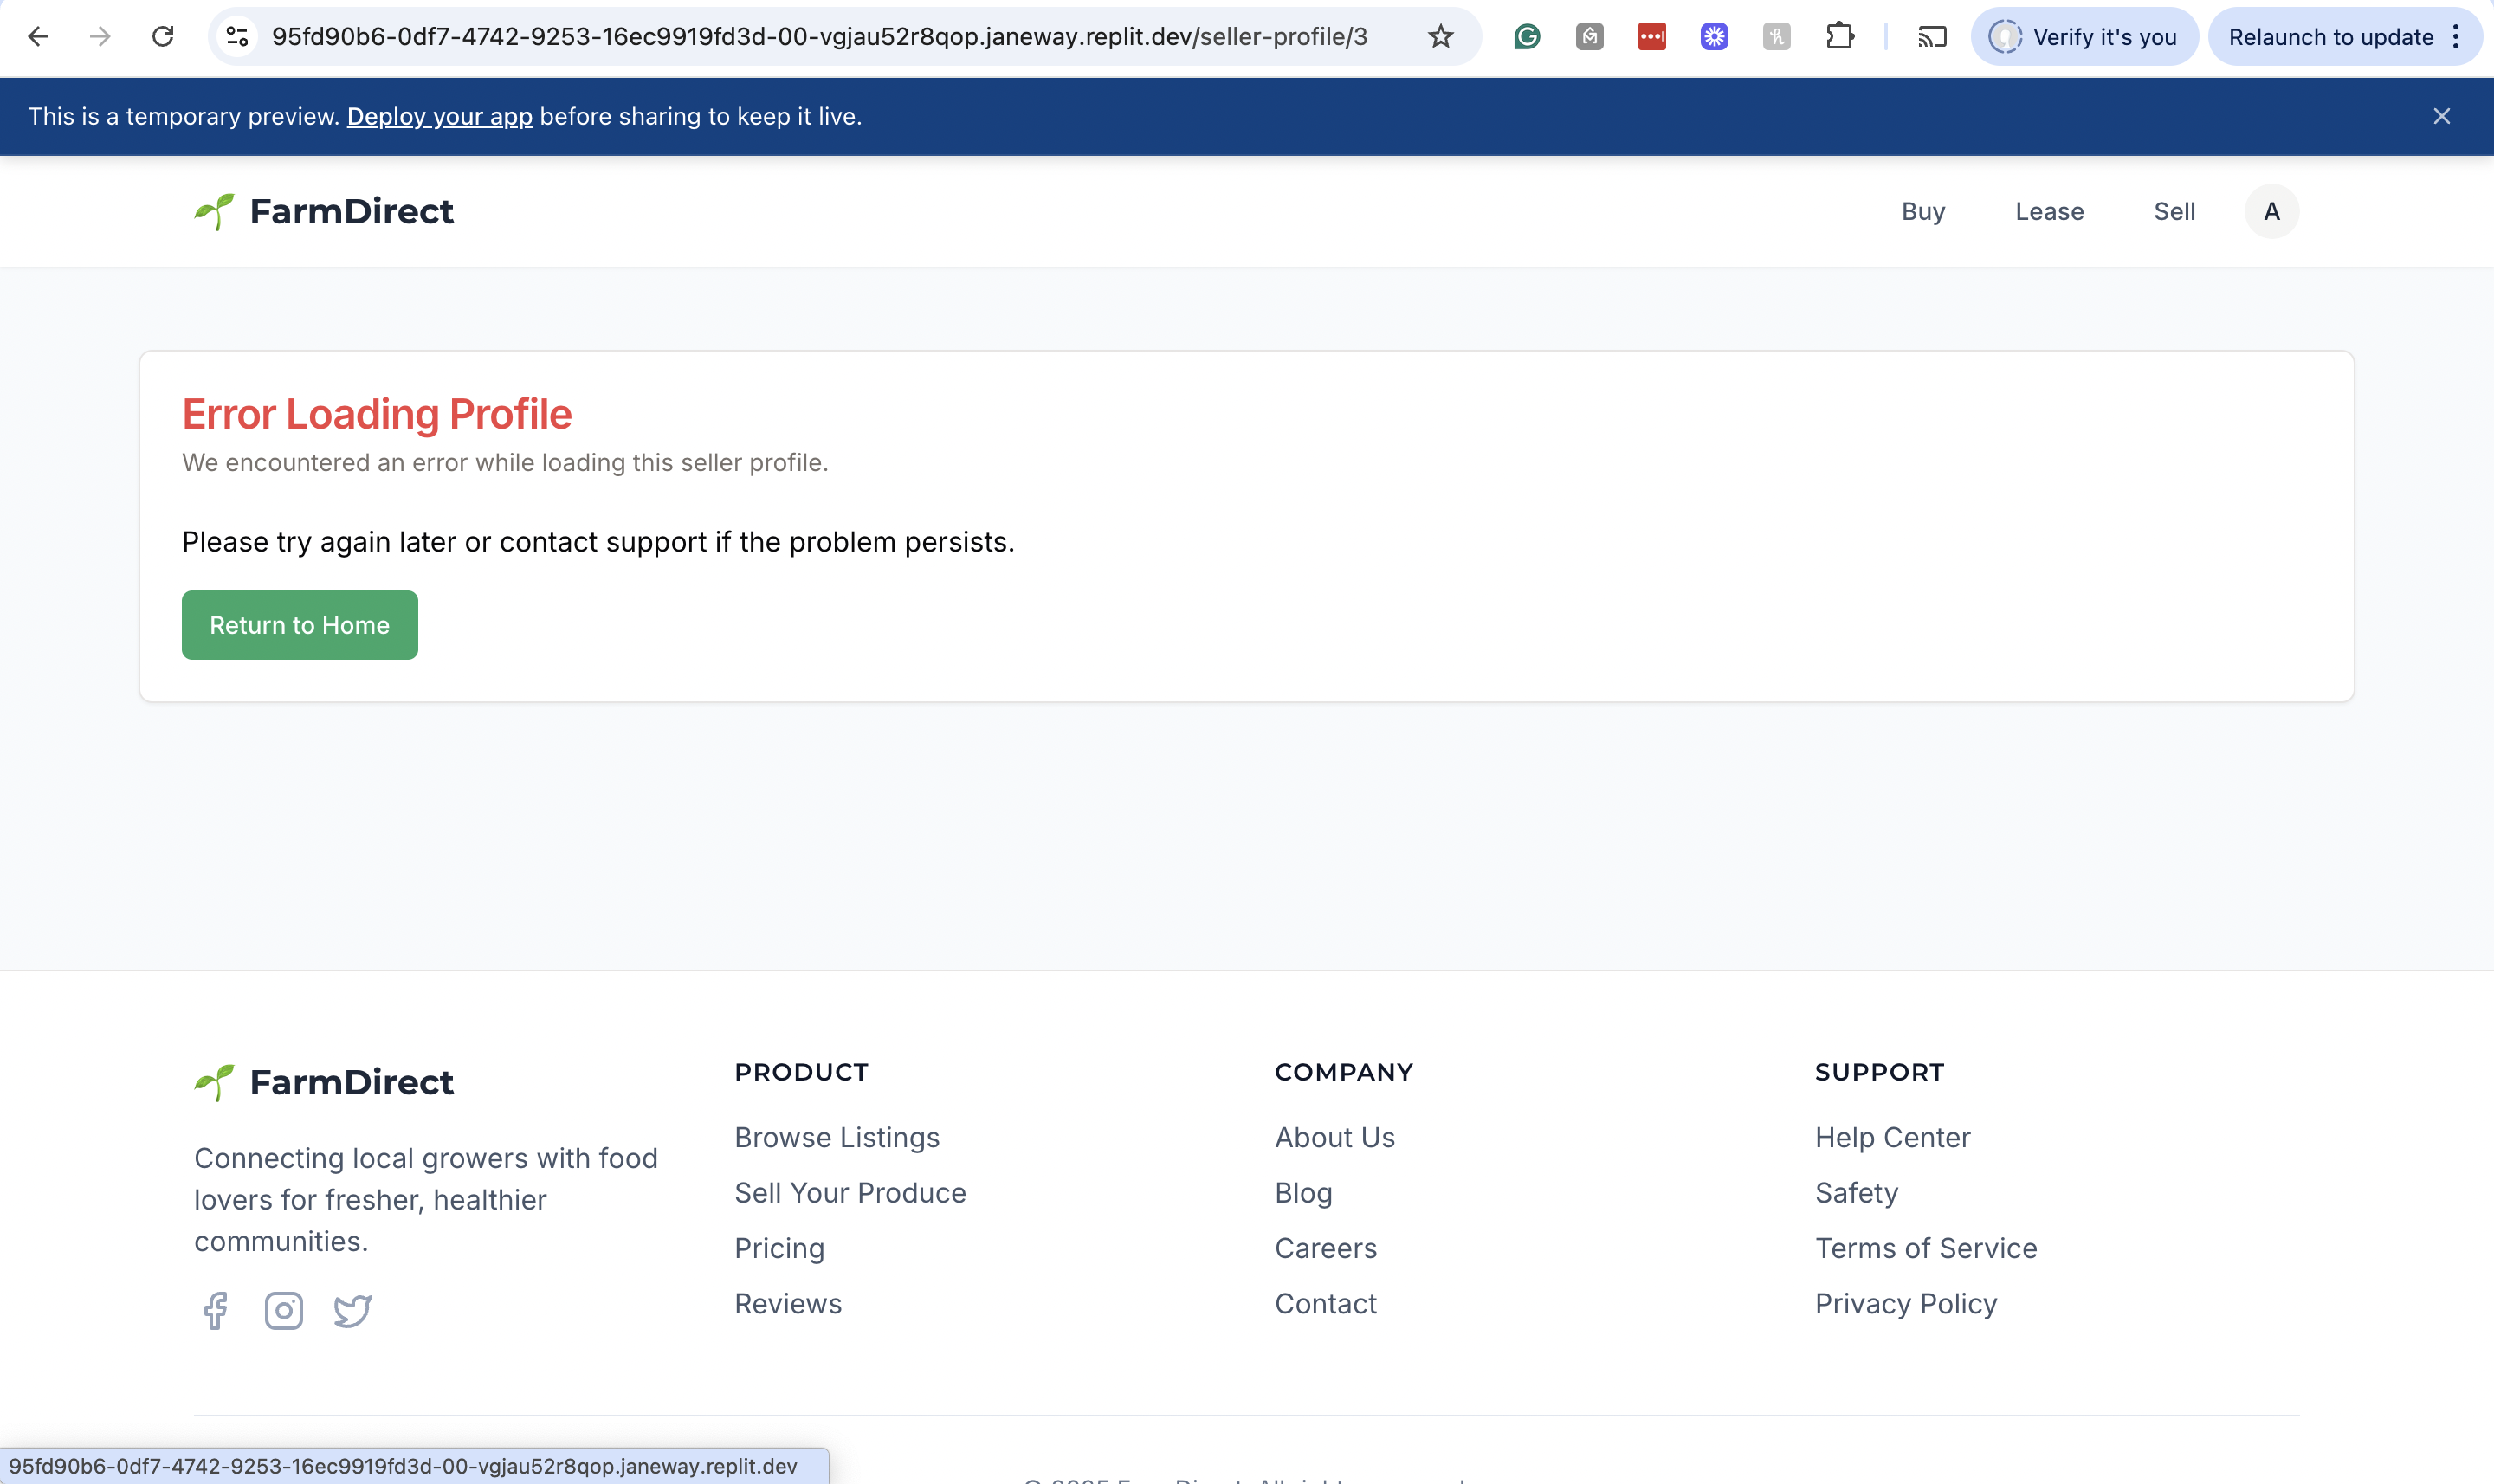 95fd90b6-0df7-4742-9253-16ec9919fd3d-00-vgjau52r8qop.janeway.replit.dev/seller-profile/3
Verify it's you
Relaunch to update
This is a temporary preview. Deploy your app before sharing to keep it live.
FarmDirect
Buy
Lease
Sell
A
Error Loading Profile
We encountered an error while loading this seller profile.
Please try again later or contact support if the problem persists.
Return to Home
FarmDirect
Connecting local growers with food
lovers for fresher, healthier
communities.
PRODUCT
Browse Listings
Sell Your Produce
Pricing
Reviews
COMPANY
About Us
Blog
Careers
Contact
SUPPORT
Help Center
Safety
Terms of Service
Privacy Policy
95fd90b6-0df7-4742-9253-16ec9919fd3d-00-vgjau52r8qop.janeway.replit.dev